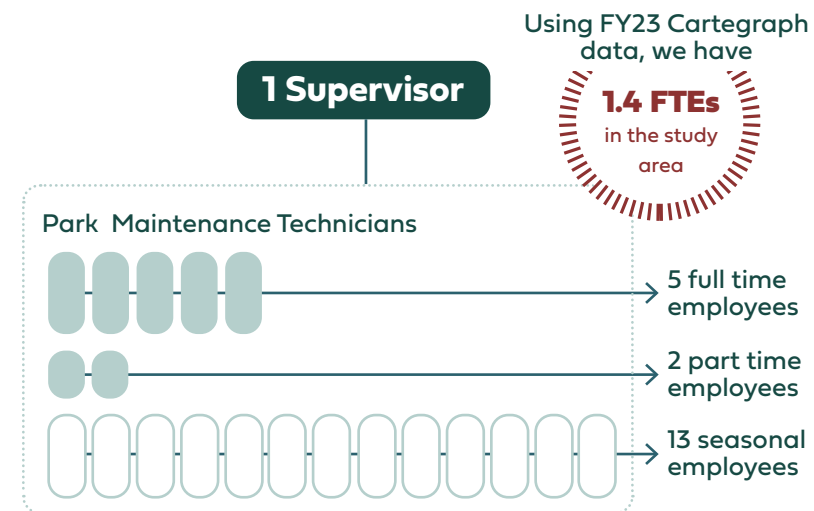 Using FY23 Cartegraph
data, we have
1 Supervisor
1.4 FTEs
in the study
area
Park Maintenance Technicians
5 full time
employees
2 part time
employees
13 seasonal
employees